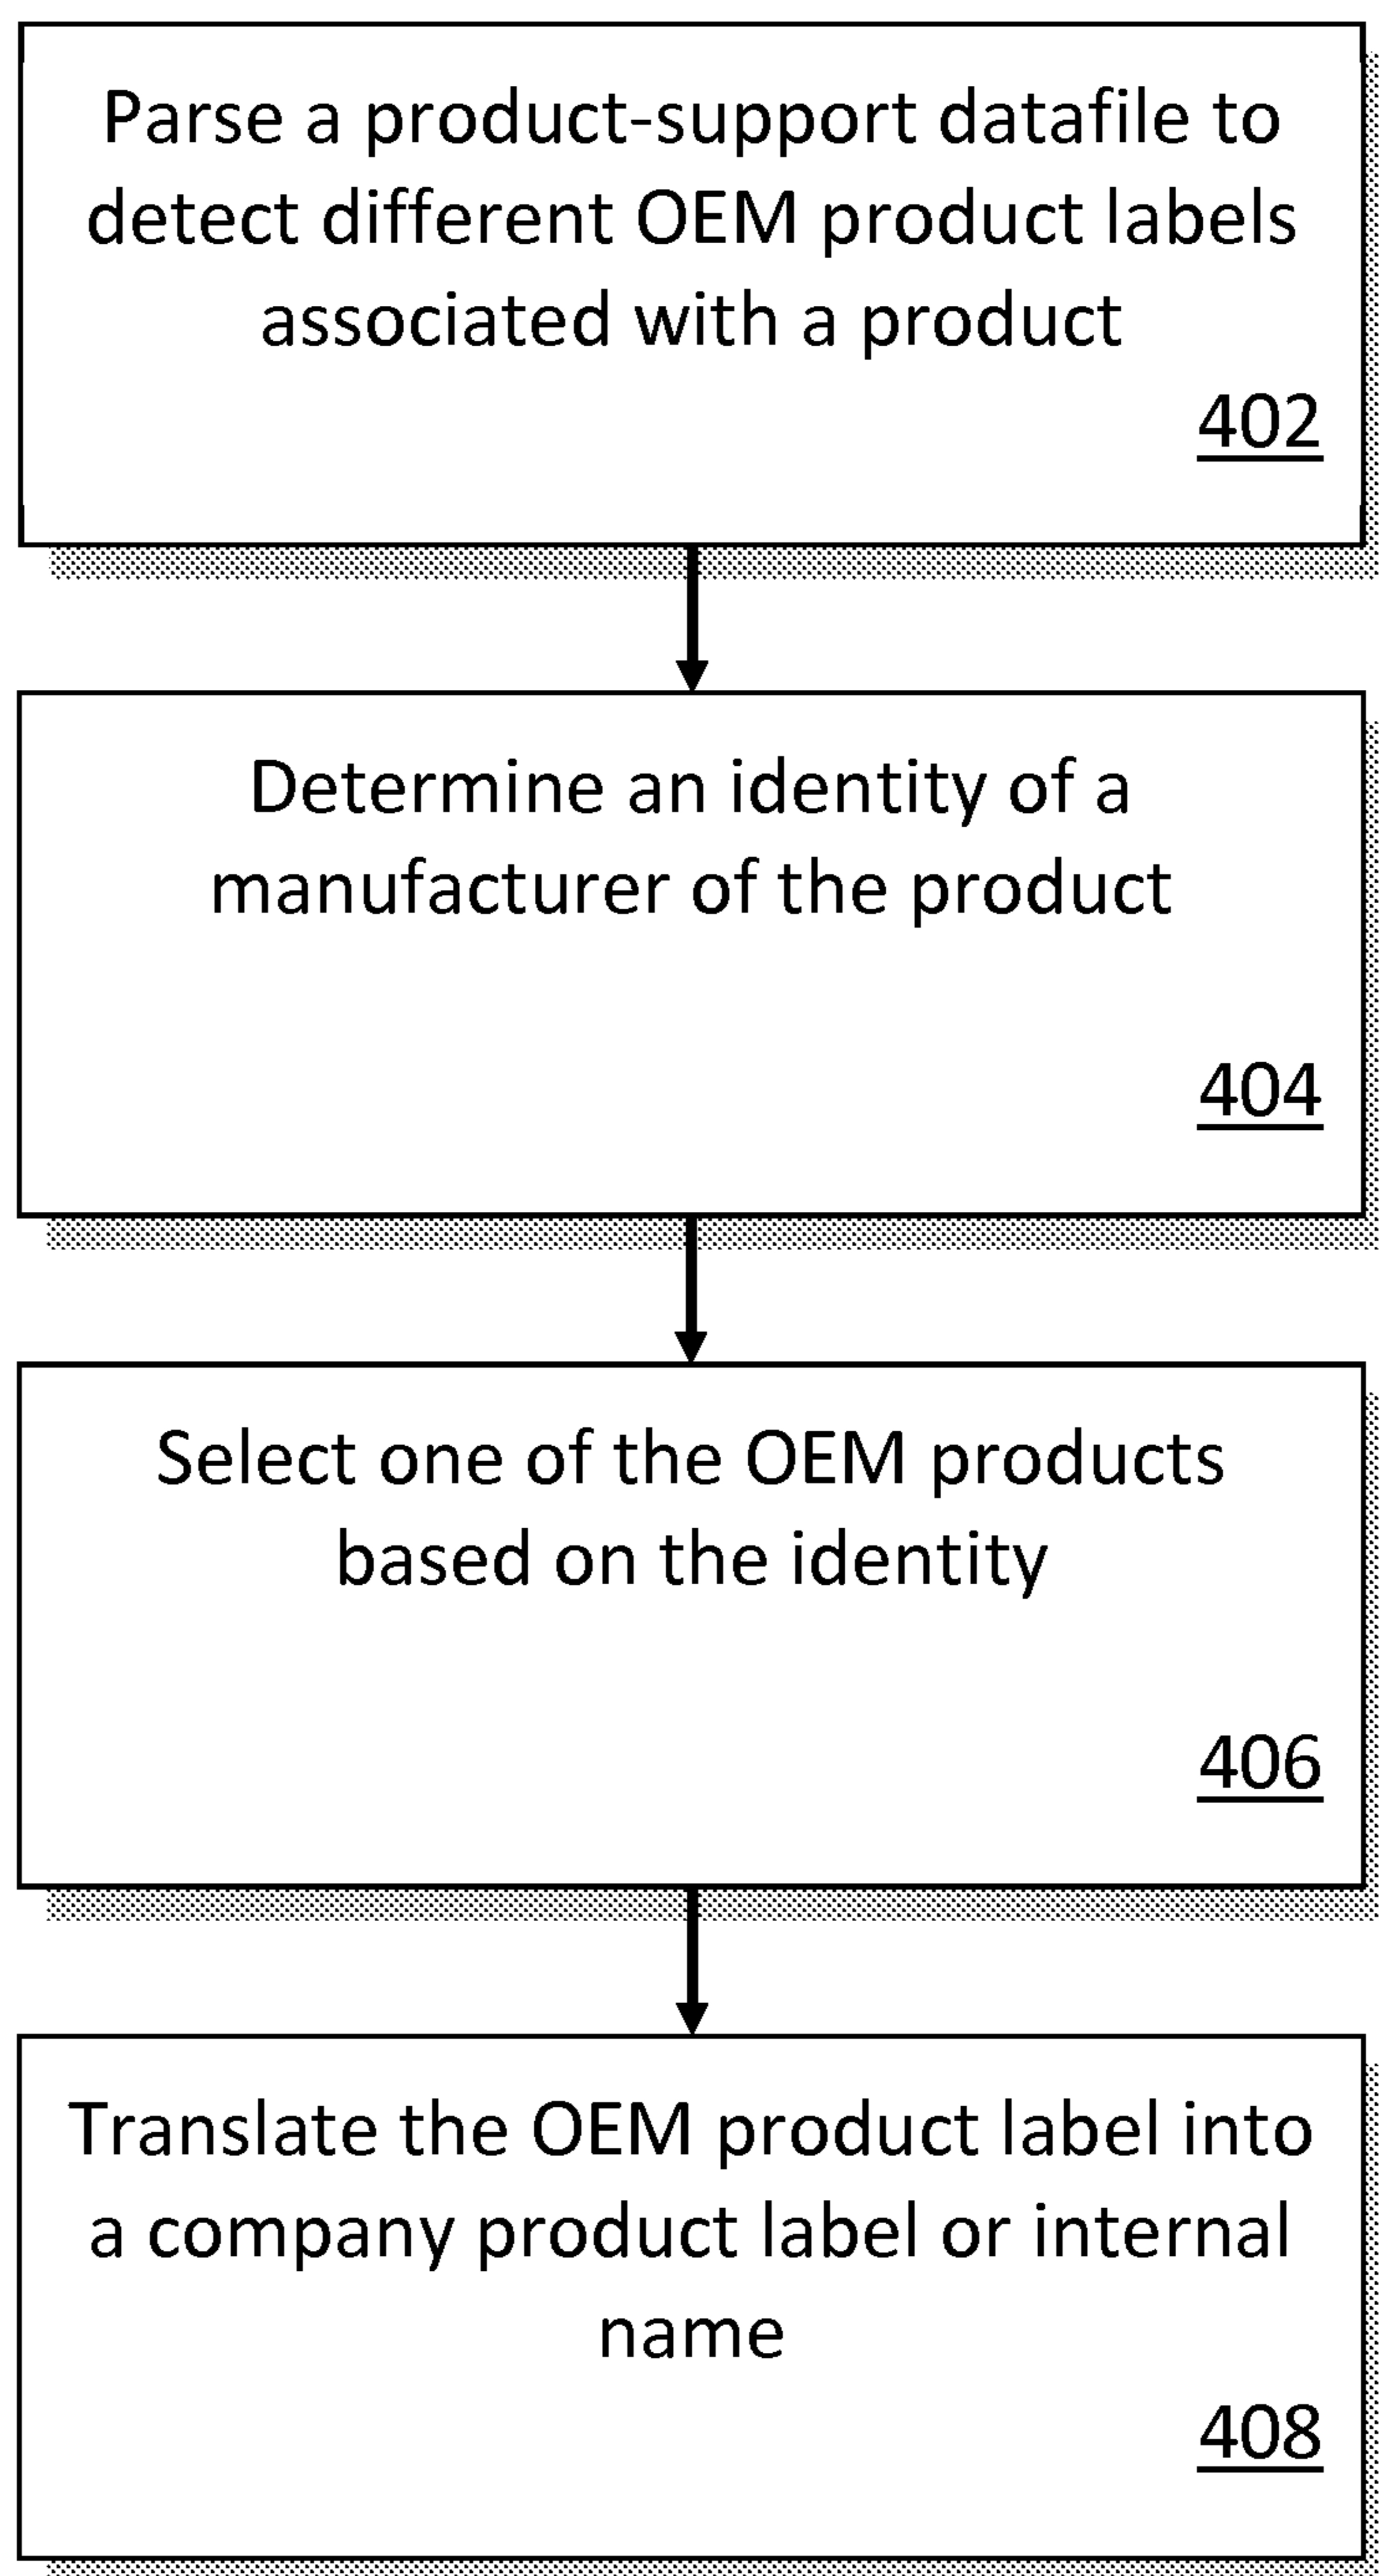 Parse a product-support datafile to
detect different OEM product labels
associated with a product
402
Determine an identity of a
manufacturer of the product
404
Select one of the OEM products
based on the identity
406
Translate the OEM product label into
a company product label or internal
name
408